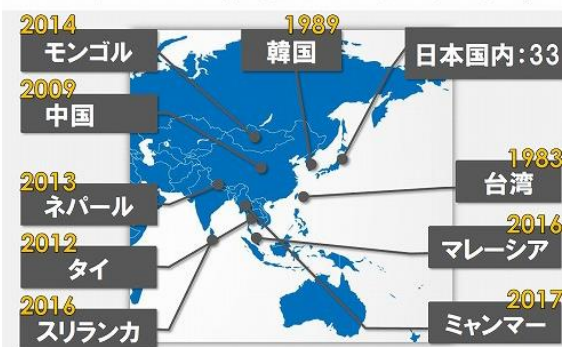 2014
モンゴル
1989
韓国
日本国内:33
2009
中国
2013
ネパール
1983
台湾
2012
タイ
2016
マレーシア
2016
スリランカ
2017
ミャンマー